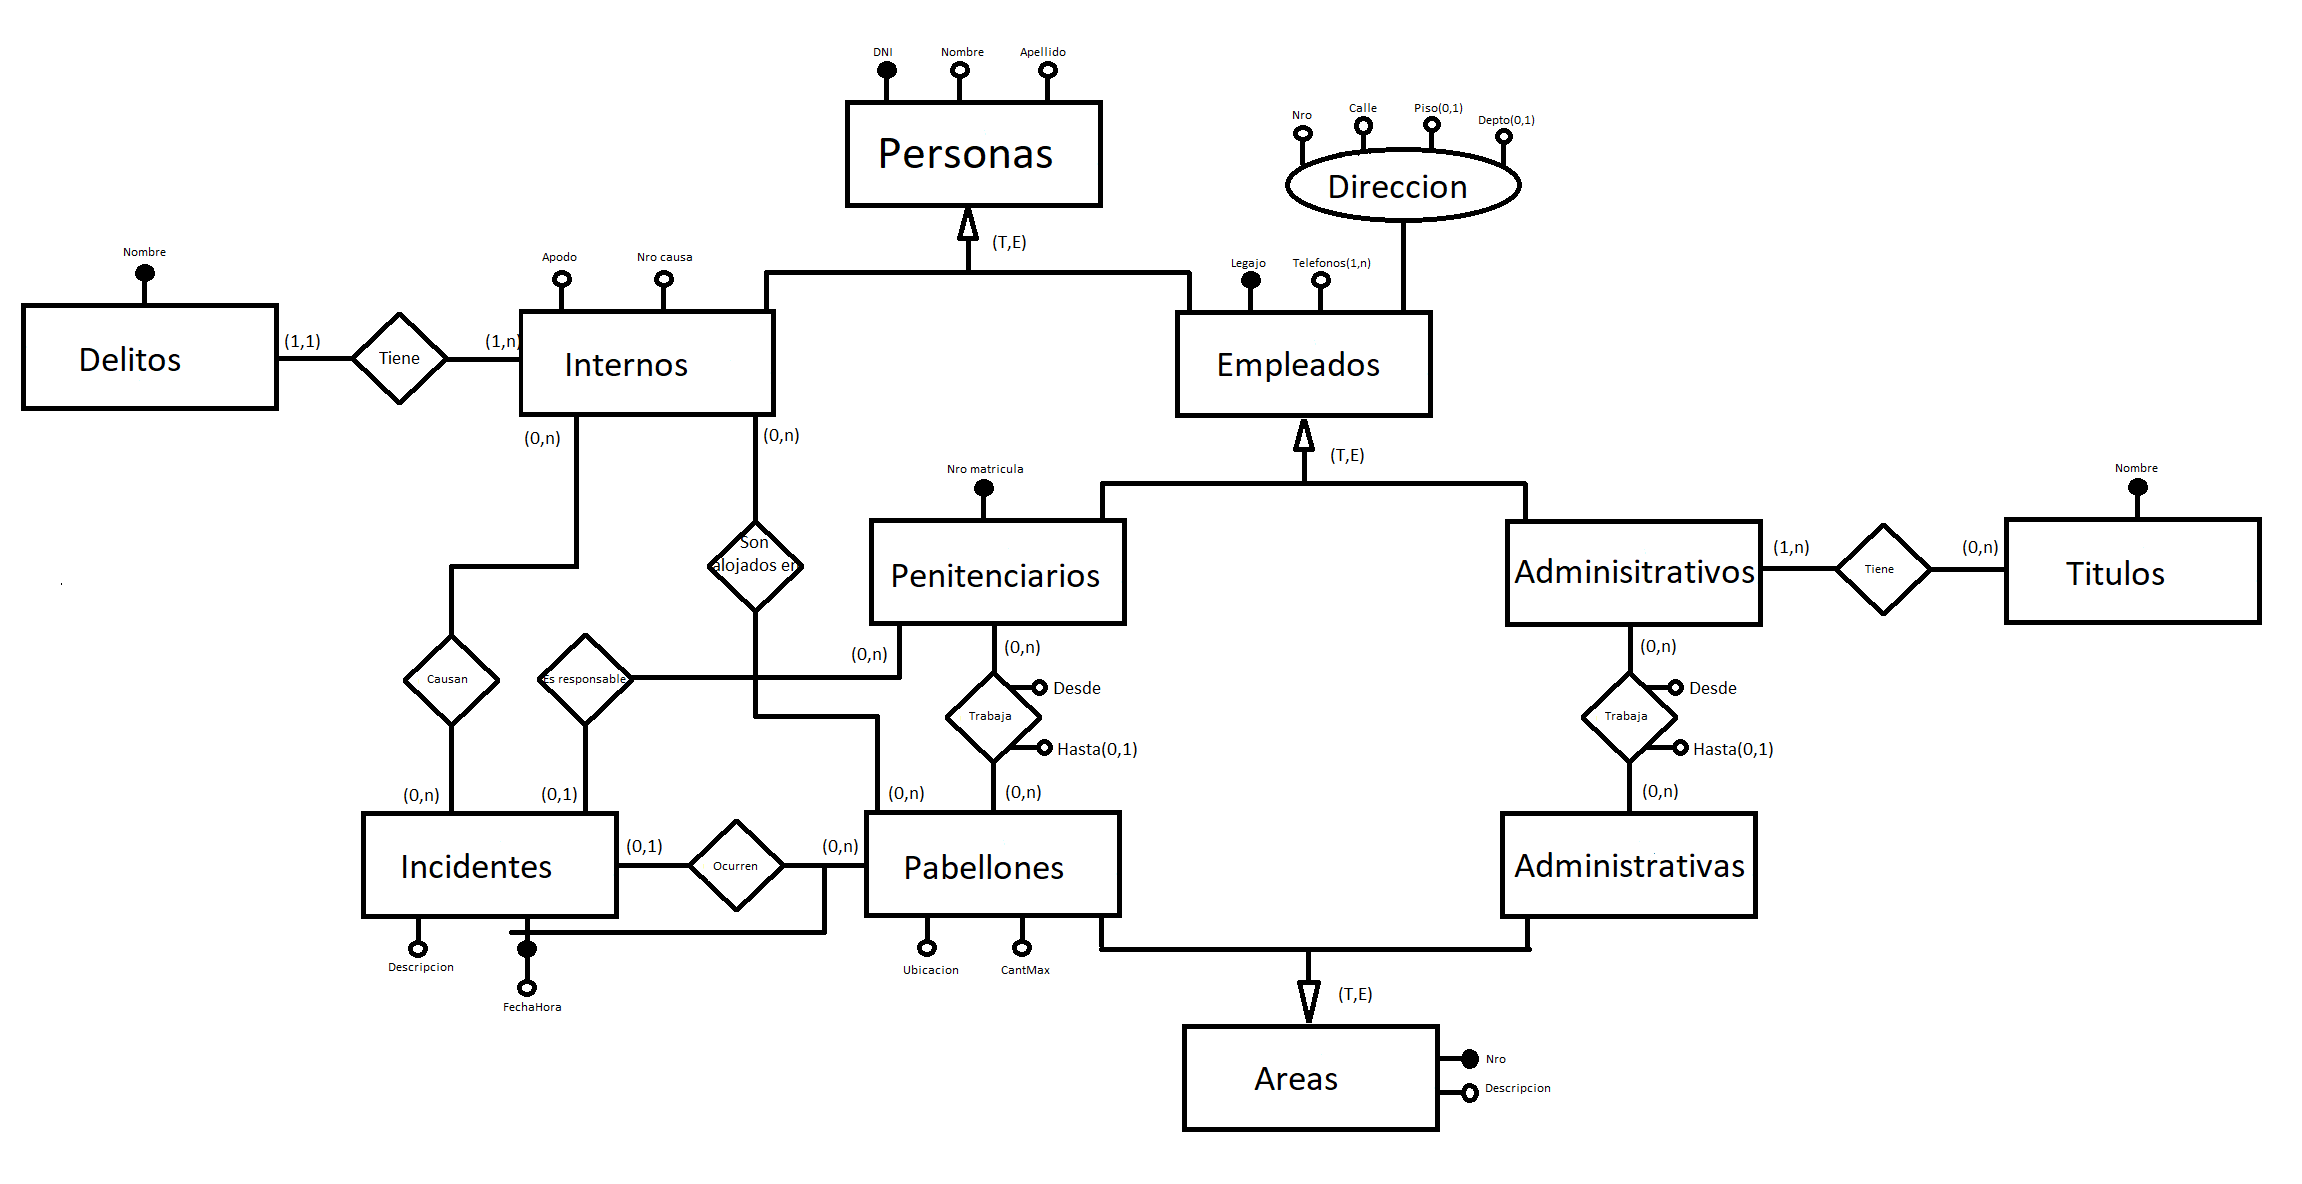 DNI
Nombre
Apellido
Personas
(T,E)
Nro
Calle
Piso(0,1)
Depto(0,1)
Direccion
Nombre
Delitos
(1,1)
Tiene
(1,n)
Apodo
Nro causa
Internos
Legajo
Telefonos(1,n)
Empleados
(0,n)
(0,n)
(T,E)
Nro matricula
Penitenciarios
Adminisitrativos
(1,n)
Tiene
(0,n)
Nombre
Titulos
Son
alojados en
Causan
Es responsable
(0,n)
(0,n)
Desde
Trabaja
Hasta(0,1)
(0,n)
Desde
Trabaja
Hasta(0,1)
(0,n)
(0,1)
(0,n)
(0,n)
(0,n)
Incidentes
(0,1)
Ocurren
(0,n)
Pabellones
Administrativas
Descripcion
FechaHora
Ubicacion
CantMax
(T,E)
Areas
Nro
Descripcion